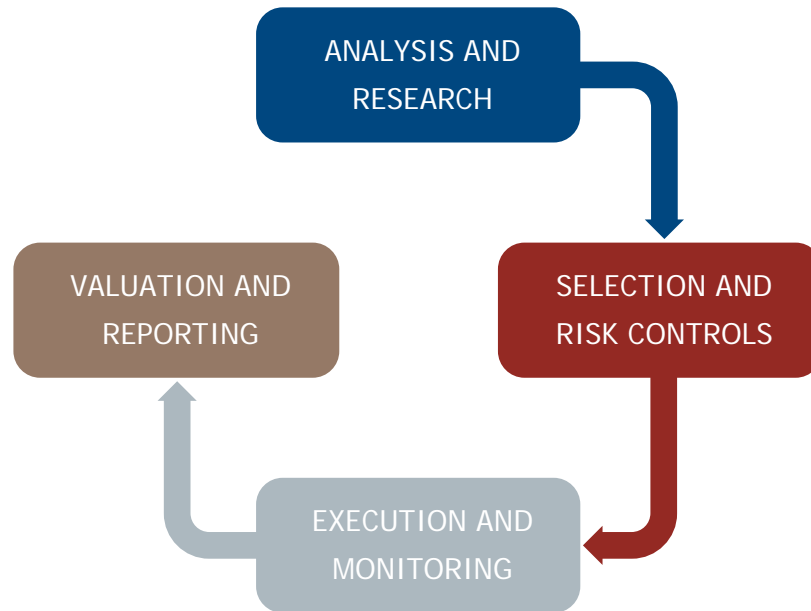 ANALYSIS AND
RESEARCH
SELECTION AND
RISK CONTROLS
EXECUTION AND
MONITORING
VALUATION AND
REPORTING